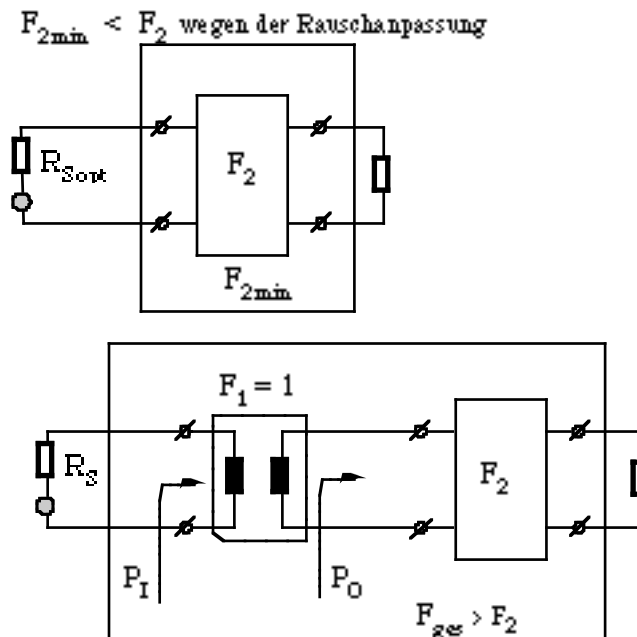 F2min < F2 wegen der Rauschanpassung
RSopt
F2
F2min
F1 = 1
RS
F2
PI
PO
Fges > F2